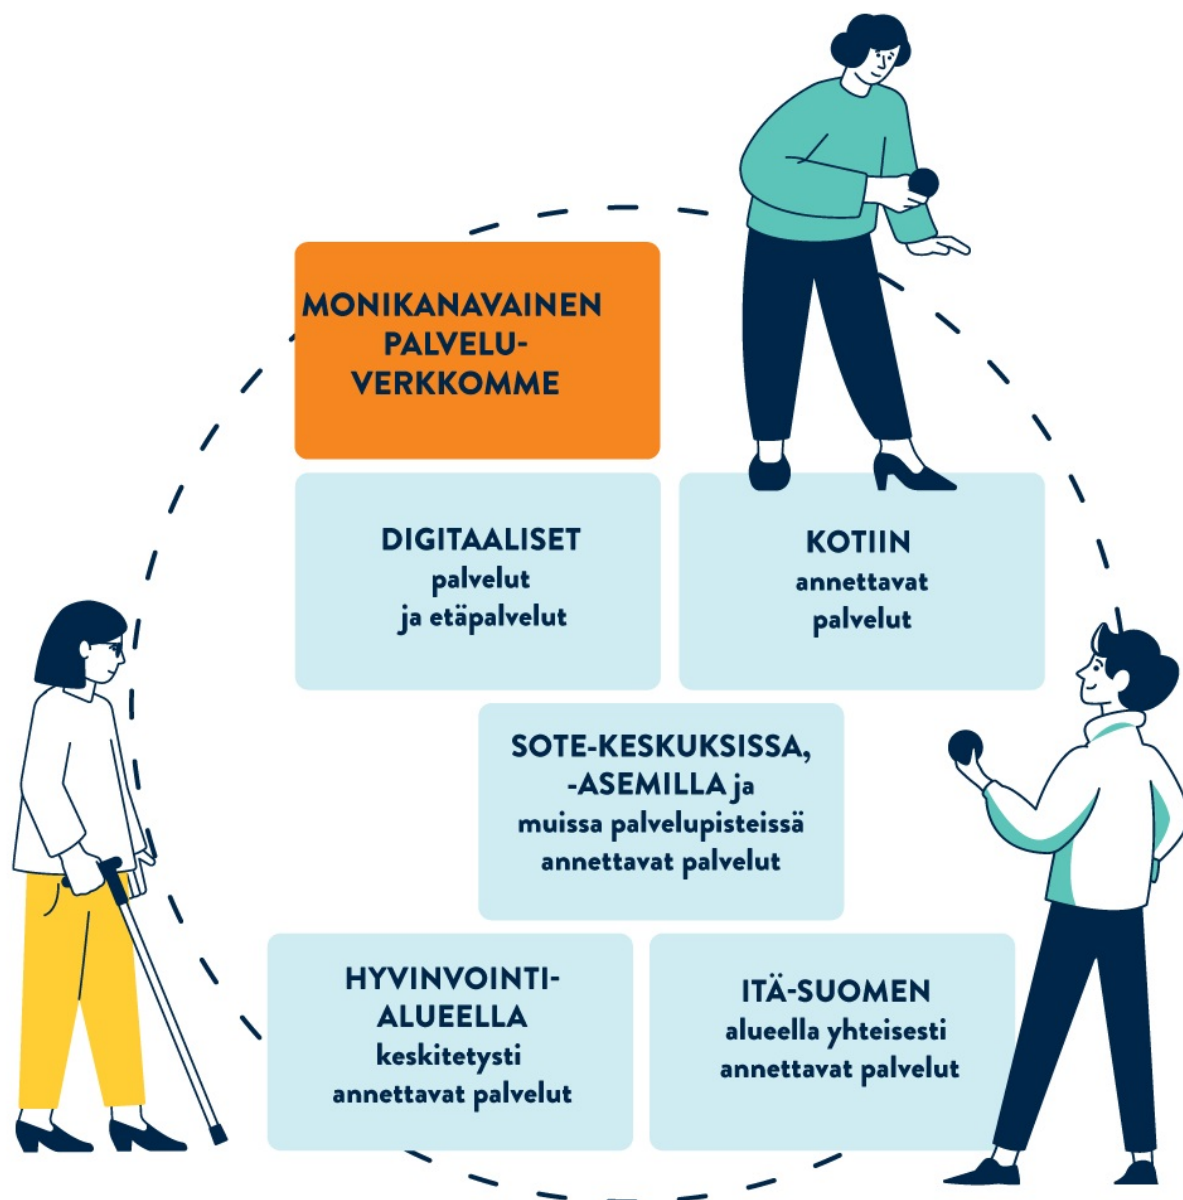 MONIKANAVAINEN
PALVELU-
VERKKOMME
DIGITAALISET
palvelut
ja etäpalvelut
KOTIIN
annettavat
palvelut
SOTE-KESKUKSISSA,
-ASEMILLA ja
muissa palvelupisteissä
annettavat palvelut
HYVINVOINTI-
ALUEELLA
keskitetysti
annettavat palvelut
ITÄ-SUOMEN
alueella yhteisesti
annettavat palvelut